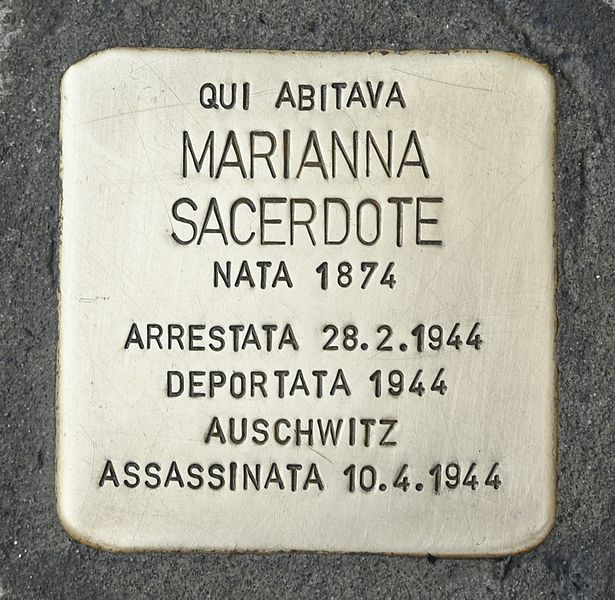 QUI ABITAVA
MARIANNA
SACERDOTE
NATA 1874
ARRESTATA 28.2.1944
DEPORTATA 1944
AUSCHWITZ
ASSASSINATA 10.4.1944